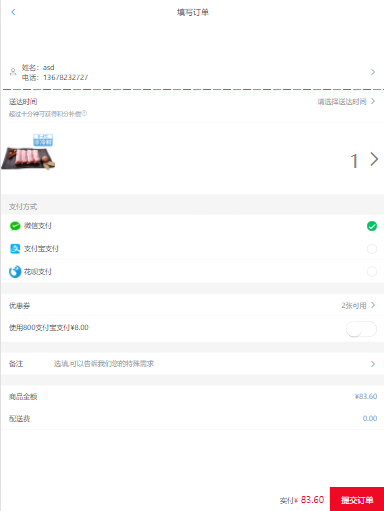 填写订单
姓名：asd
电话：13678232727
送达时间 请选择送达时间
超过十分钟可获得积分补偿
1
支付方式
微信支付
支付宝支付
花呗支付
优惠券 2张可用
使用800支付宝支付¥8.00
备注 选填,可以告诉我们您的特殊需求
商品金额 ¥83.60
配送费 0.00
实付¥ 83.60 提交订单